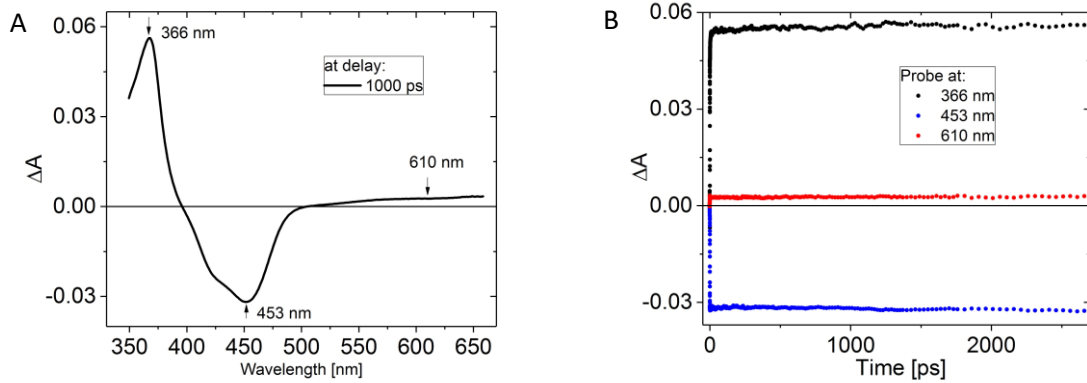 A
0.06
0.03
0.00
-0.03
ΔA
366 nm
at delay:
1000 ps
610 nm
453 nm
350 400 450 500 550 600 650
Wavelength [nm]
B
0.06
0.03
0.00
-0.03
ΔA
Probe at:
366 nm
453 nm
610 nm
0 1000 2000
Time [ps]